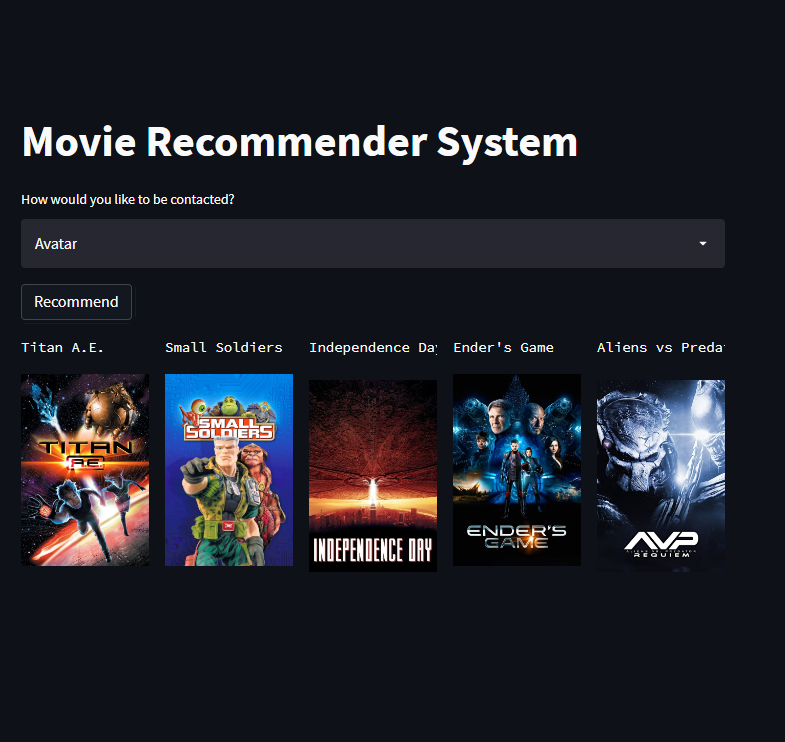 Movie Recommender System
How would you like to be contacted?
Avatar
Recommend
Titan A.E.
Small Soldiers
Independence Day
Ender's Game
Aliens vs Preda
TITAN
A.E.
SMALL
SOLDIERS
INDEPENDENCE DAY
ENDER'S
GAME
AVP
REQUIEM